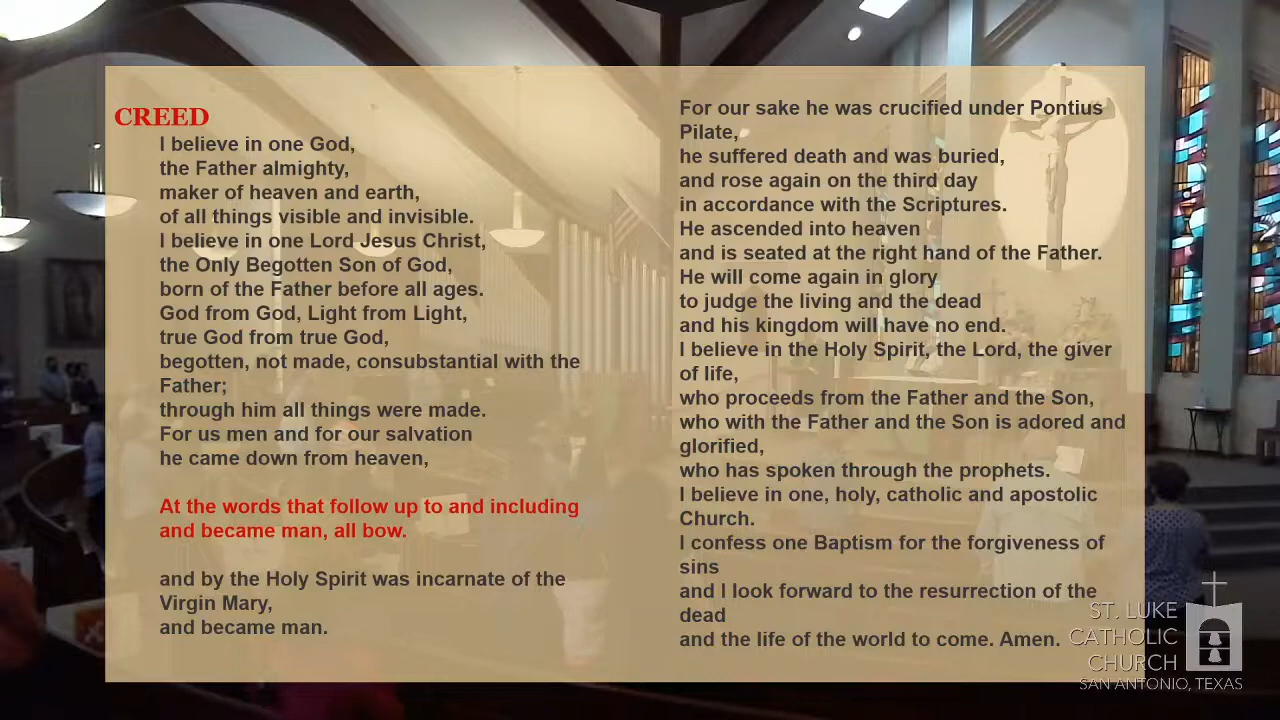 CREED
I believe in one God,
the Father almighty,
maker of heaven and earth,
of all things visible and invisible.
I believe in one Lord Jesus Christ,
the Only Begotten Son of God,
born of the Father before all ages.
God from God, Light from Light,
true God from true God,
begotten, not made, consubstantial with the
Father;
through him all things were made.
For us men and for our salvation
he came down from heaven,
At the words that follow up to and including
and became man, all bow.
and by the Holy Spirit was incarnate of the
Virgin Mary,
and became man.
For our sake he was crucified under Pontius
Pilate,
he suffered death and was buried,
and rose again on the third day
in accordance with the Scriptures.
He ascended into heaven
and is seated at the right hand of the Father.
He will come again in glory
to judge the living and the dead
and his kingdom will have no end.
I believe in the Holy Spirit, the Lord, the giver
of life,
who proceeds from the Father and the Son,
who with the Father and the Son is adored and
glorified,
who has spoken through the prophets.
I believe in one, holy, catholic and apostolic
Church.
I confess one Baptism for the forgiveness of
sins
and I look forward to the resurrection of the
dead
and the life of the world to come. Amen.
ST. LUKE
CATHOLIC
CHURCH
SAN ANTONIO, TEXAS